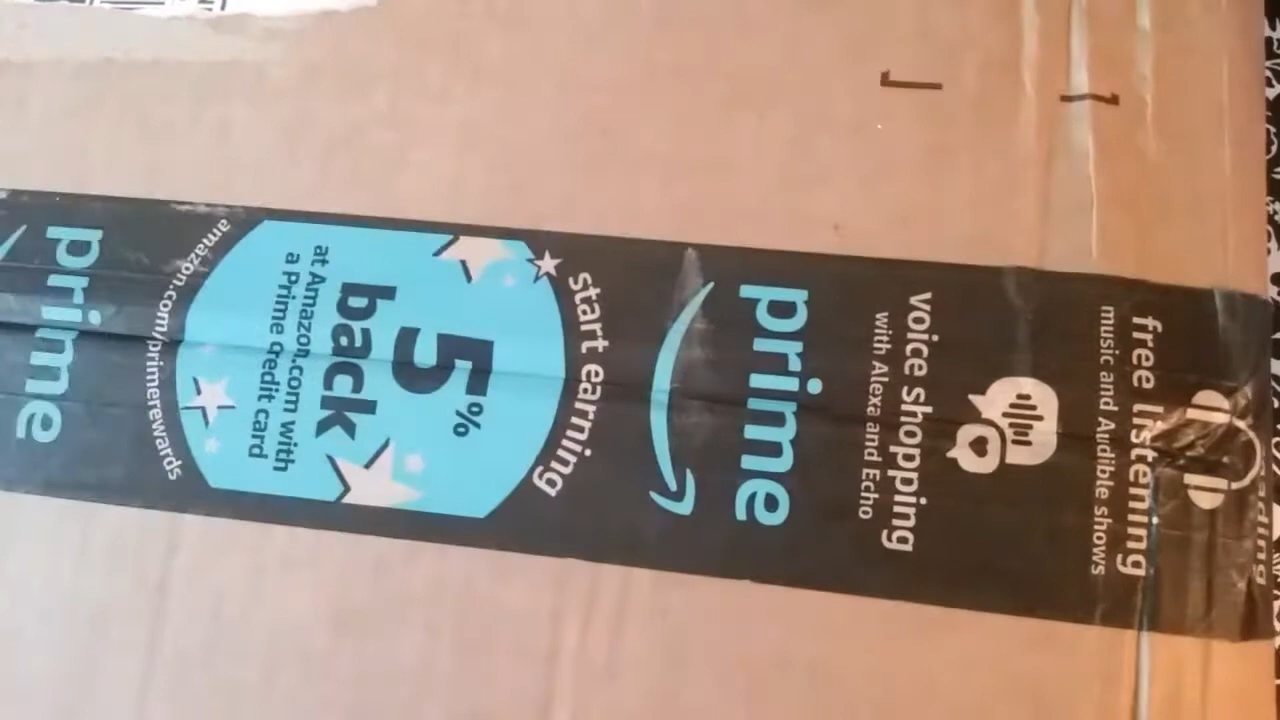 free listening
music and Audible shows
voice shopping
with Alexa and Echo
prime
start earning
5%
back
at Amazon.com with
a Prime credit card
amazon.com/primerewards
prime